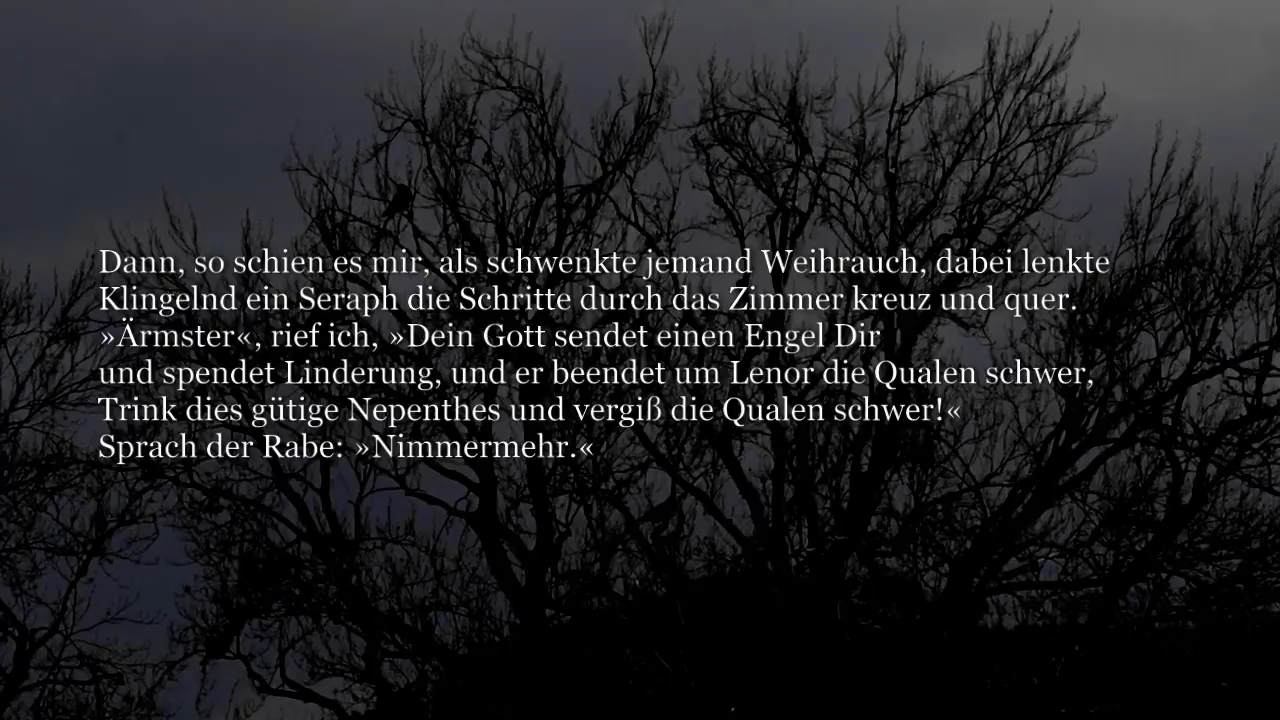 Dann, so schien es mir, als schwenkte jemand Weihrauch, dabei lenkte
Klingelnd ein Seraph die Schritte durch das Zimmer kreuz und quer.
»Ärmster«, rief ich, »Dein Gott sendet einen Engel Dir
und spendet Linderung, und er beendet um Lenor die Qualen schwer,
Trink dies gütige Nepenthes und vergiß die Qualen schwer!«
Sprach der Rabe: »Nimmermehr.«